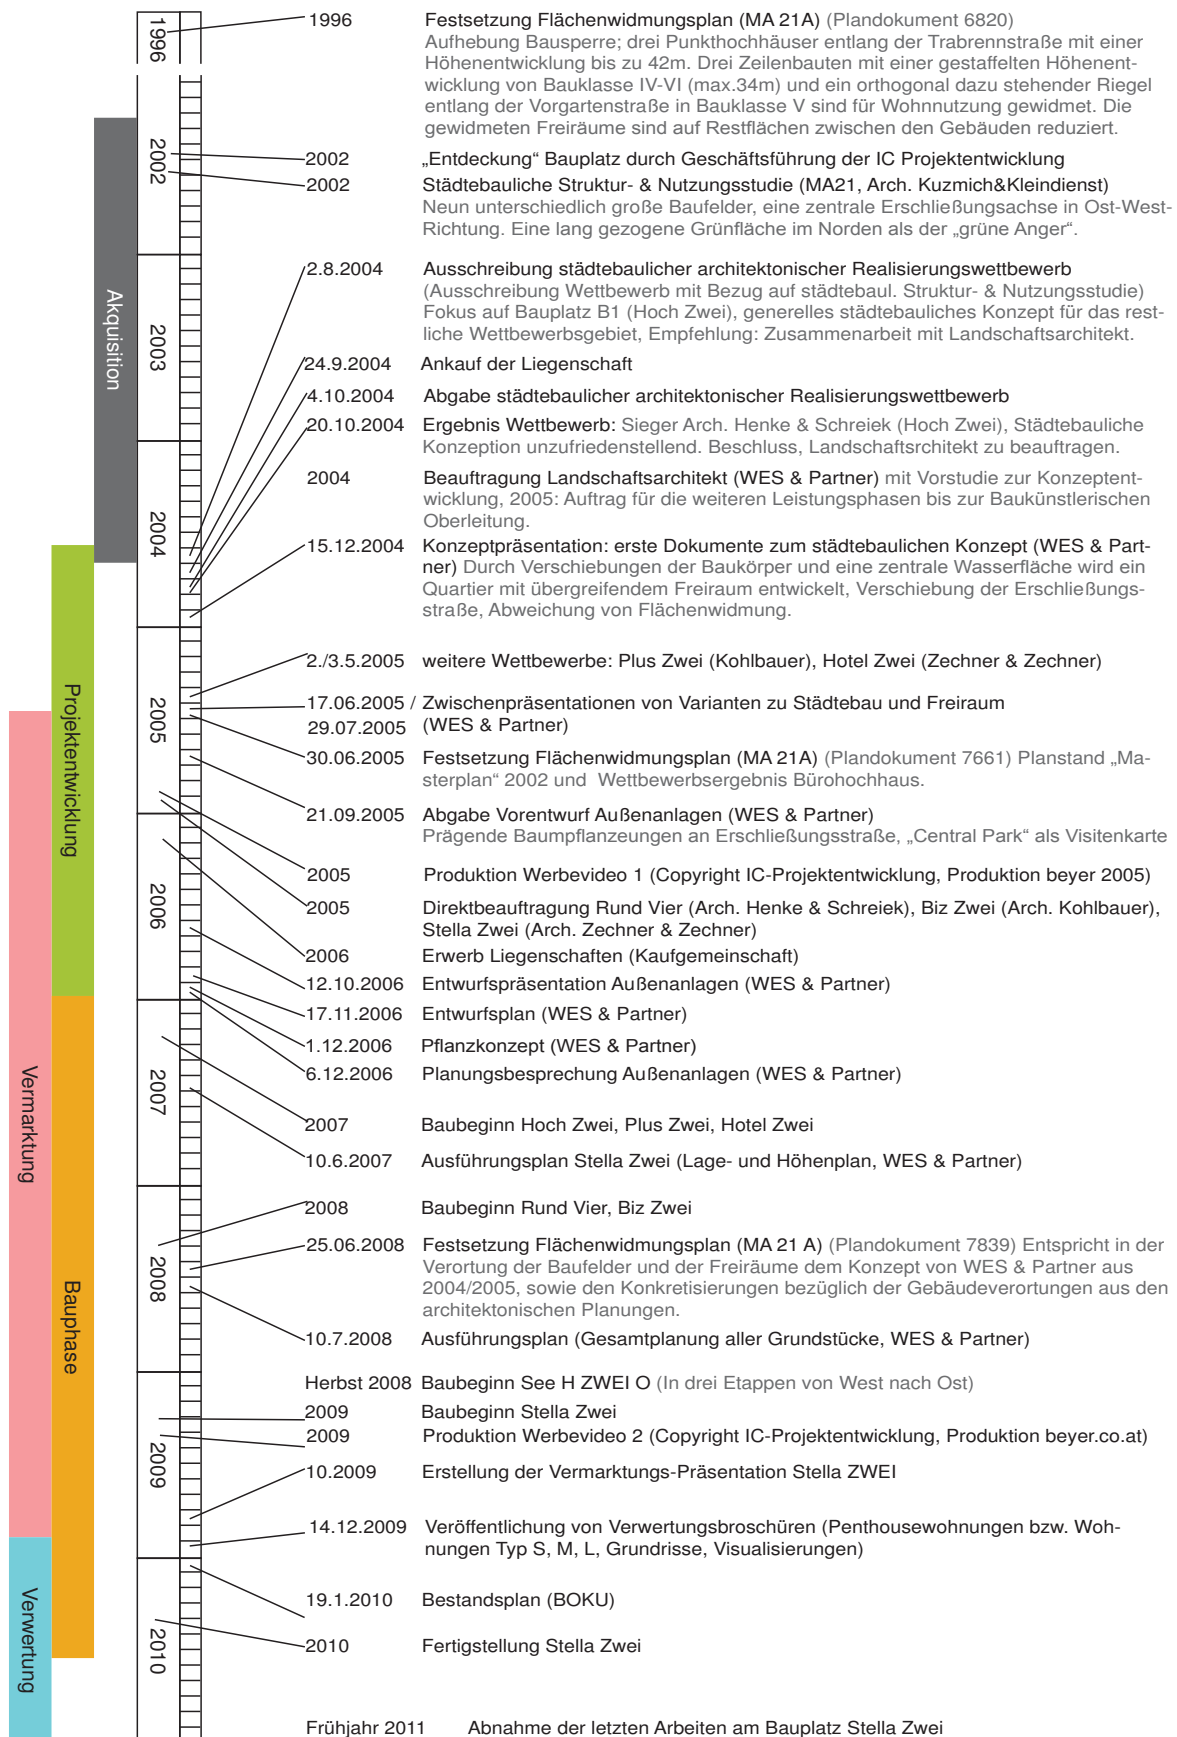 1996 Festsetzung Flächenwidmungsplan (MA 21A) (Plandokument 6820)
Aufhebung Bausperre; drei Punkthochhäuser entlang der Trabrennstraße mit einer
Höhenentwicklung bis zu 42m. Drei Zeilenbauten mit einer gestaffelten Höhenent-
wicklung von Bauklasse IV-VI (max.34m) und ein orthogonal dazu stehender Riegel
entlang der Vorgartenstraße in Bauklasse V sind für Wohnnutzung gewidmet. Die
gewidmeten Freiräume sind auf Restflächen zwischen den Gebäuden reduziert.
2002 „Entdeckung“ Bauplatz durch Geschäftsführung der IC Projektentwicklung
2002 Städtebauliche Struktur- & Nutzungsstudie (MA21, Arch. Kuzmich&Kleindienst)
Neun unterschiedlich große Baufelder, eine zentrale Erschließungsachse in Ost-West-
Richtung. Eine lang gezogene Grünfläche im Norden als der „grüne Anger“.
2.8.2004 Ausschreibung städtebaulicher architektonischer Realisierungswettbewerb
(Ausschreibung Wettbewerb mit Bezug auf städtebaul. Struktur- & Nutzungsstudie)
Fokus auf Bauplatz B1 (Hoch Zwei), generelles städtebauliches Konzept für das rest-
liche Wettbewerbsgebiet, Empfehlung: Zusammenarbeit mit Landschaftsarchitekt.
24.9.2004 Ankauf der Liegenschaft
4.10.2004 Abgabe städtebaulicher architektonischer Realisierungswettbewerb
20.10.2004 Ergebnis Wettbewerb: Sieger Arch. Henke & Schreiek (Hoch Zwei), Städtebauliche
Konzeption unzufriedenstellend. Beschluss, Landschaftsrchitekt zu beauftragen.
2004 Beauftragung Landschaftsarchitekt (WES & Partner) mit Vorstudie zur Konzeptent-
wicklung, 2005: Auftrag für die weiteren Leistungsphasen bis zur Baukünstlerischen
Oberleitung.
15.12.2004 Konzeptpräsentation: erste Dokumente zum städtebaulichen Konzept (WES & Part-
ner) Durch Verschiebungen der Baukörper und eine zentrale Wasserfläche wird ein
Quartier mit übergreifendem Freiraum entwickelt, Verschiebung der Erschließungs-
straße, Abweichung von Flächenwidmung.
2./3.5.2005 weitere Wettbewerbe: Plus Zwei (Kohlbauer), Hotel Zwei (Zechner & Zechner)
17.06.2005 / Zwischenpräsentationen von Varianten zu Städtebau und Freiraum
29.07.2005 (WES & Partner)
30.06.2005 Festsetzung Flächenwidmungsplan (MA 21A) (Plandokument 7661) Planstand „Ma-
sterplan“ 2002 und Wettbewerbsergebnis Bürohochhaus.
21.09.2005 Abgabe Vorentwurf Außenanlagen (WES & Partner)
Prägende Baumpflanzeungen an Erschließungsstraße, „Central Park“ als Visitenkarte
2005 Produktion Werbevideo 1 (Copyright IC-Projektentwicklung, Produktion beyer 2005)
2005 Direktbeauftragung Rund Vier (Arch. Henke & Schreiek), Biz Zwei (Arch. Kohlbauer),
Stella Zwei (Arch. Zechner & Zechner)
2006 Erwerb Liegenschaften (Kaufgemeinschaft)
12.10.2006 Entwurfspräsentation Außenanlagen (WES & Partner)
17.11.2006 Entwurfsplan (WES & Partner)
1.12.2006 Pflanzkonzept (WES & Partner)
6.12.2006 Planungsbesprechung Außenanlagen (WES & Partner)
2007 Baubeginn Hoch Zwei, Plus Zwei, Hotel Zwei
10.6.2007 Ausführungsplan Stella Zwei (Lage- und Höhenplan, WES & Partner)
2008 Baubeginn Rund Vier, Biz Zwei
25.06.2008 Festsetzung Flächenwidmungsplan (MA 21 A) (Plandokument 7839) Entspricht in der
Verortung der Baufelder und der Freiräume dem Konzept von WES & Partner aus
2004/2005, sowie den Konkretisierungen bezüglich der Gebäudeverortungen aus den
architektonischen Planungen.
10.7.2008 Ausführungsplan (Gesamtplanung aller Grundstücke, WES & Partner)
Herbst 2008 Baubeginn See H ZWEI O (In drei Etappen von West nach Ost)
2009 Baubeginn Stella Zwei
2009 Produktion Werbevideo 2 (Copyright IC-Projektentwicklung, Produktion beyer.co.at)
10.2009 Erstellung der Vermarktungs-Präsentation Stella ZWEI
14.12.2009 Veröffentlichung von Verwertungsbroschüren (Penthousewohnungen bzw. Woh-
nungen Typ S, M, L, Grundrisse, Visualisierungen)
19.1.2010 Bestandsplan (BOKU)
2010 Fertigstellung Stella Zwei
Frühjahr 2011 Abnahme der letzten Arbeiten am Bauplatz Stella Zwei
1996
2002
2003
2004
2005
2006
2007
2008
2009
2010
Akquisition
Projektentwicklung
Bauphase
Vermarktung
Verwertung